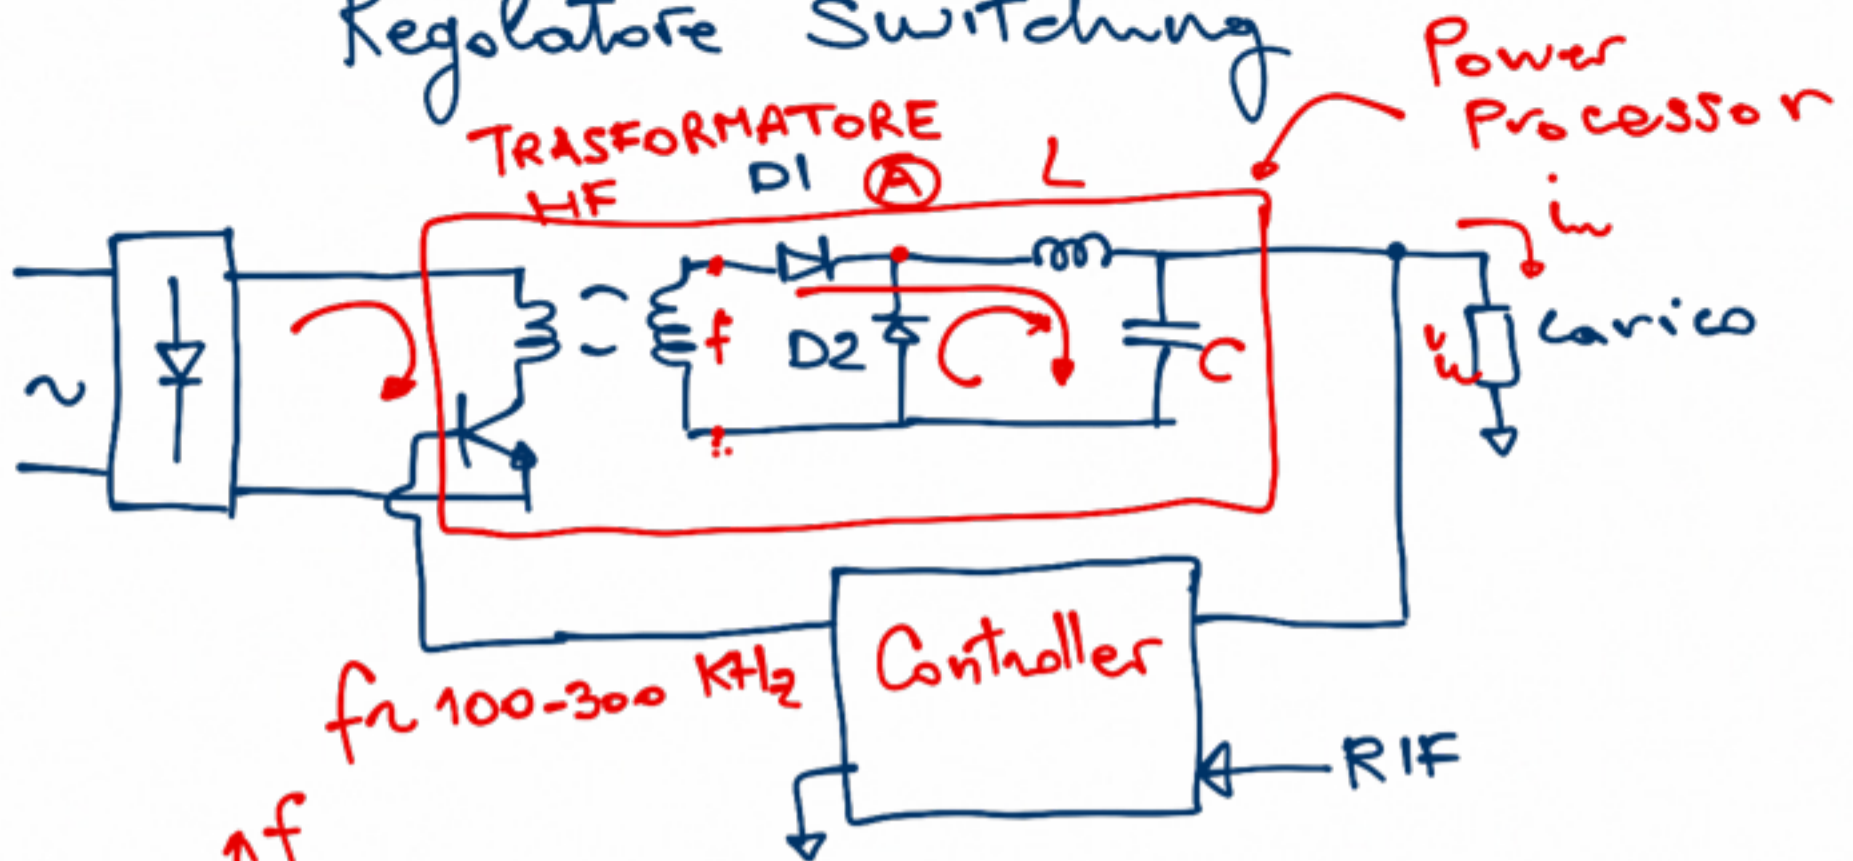 Regolatore Switching
Power
Processor
in
TRASFORMATORE
HF
D1
A
L
f
D2
C
carico
~
Controller
f~ 100-300 KHz
RIF
f